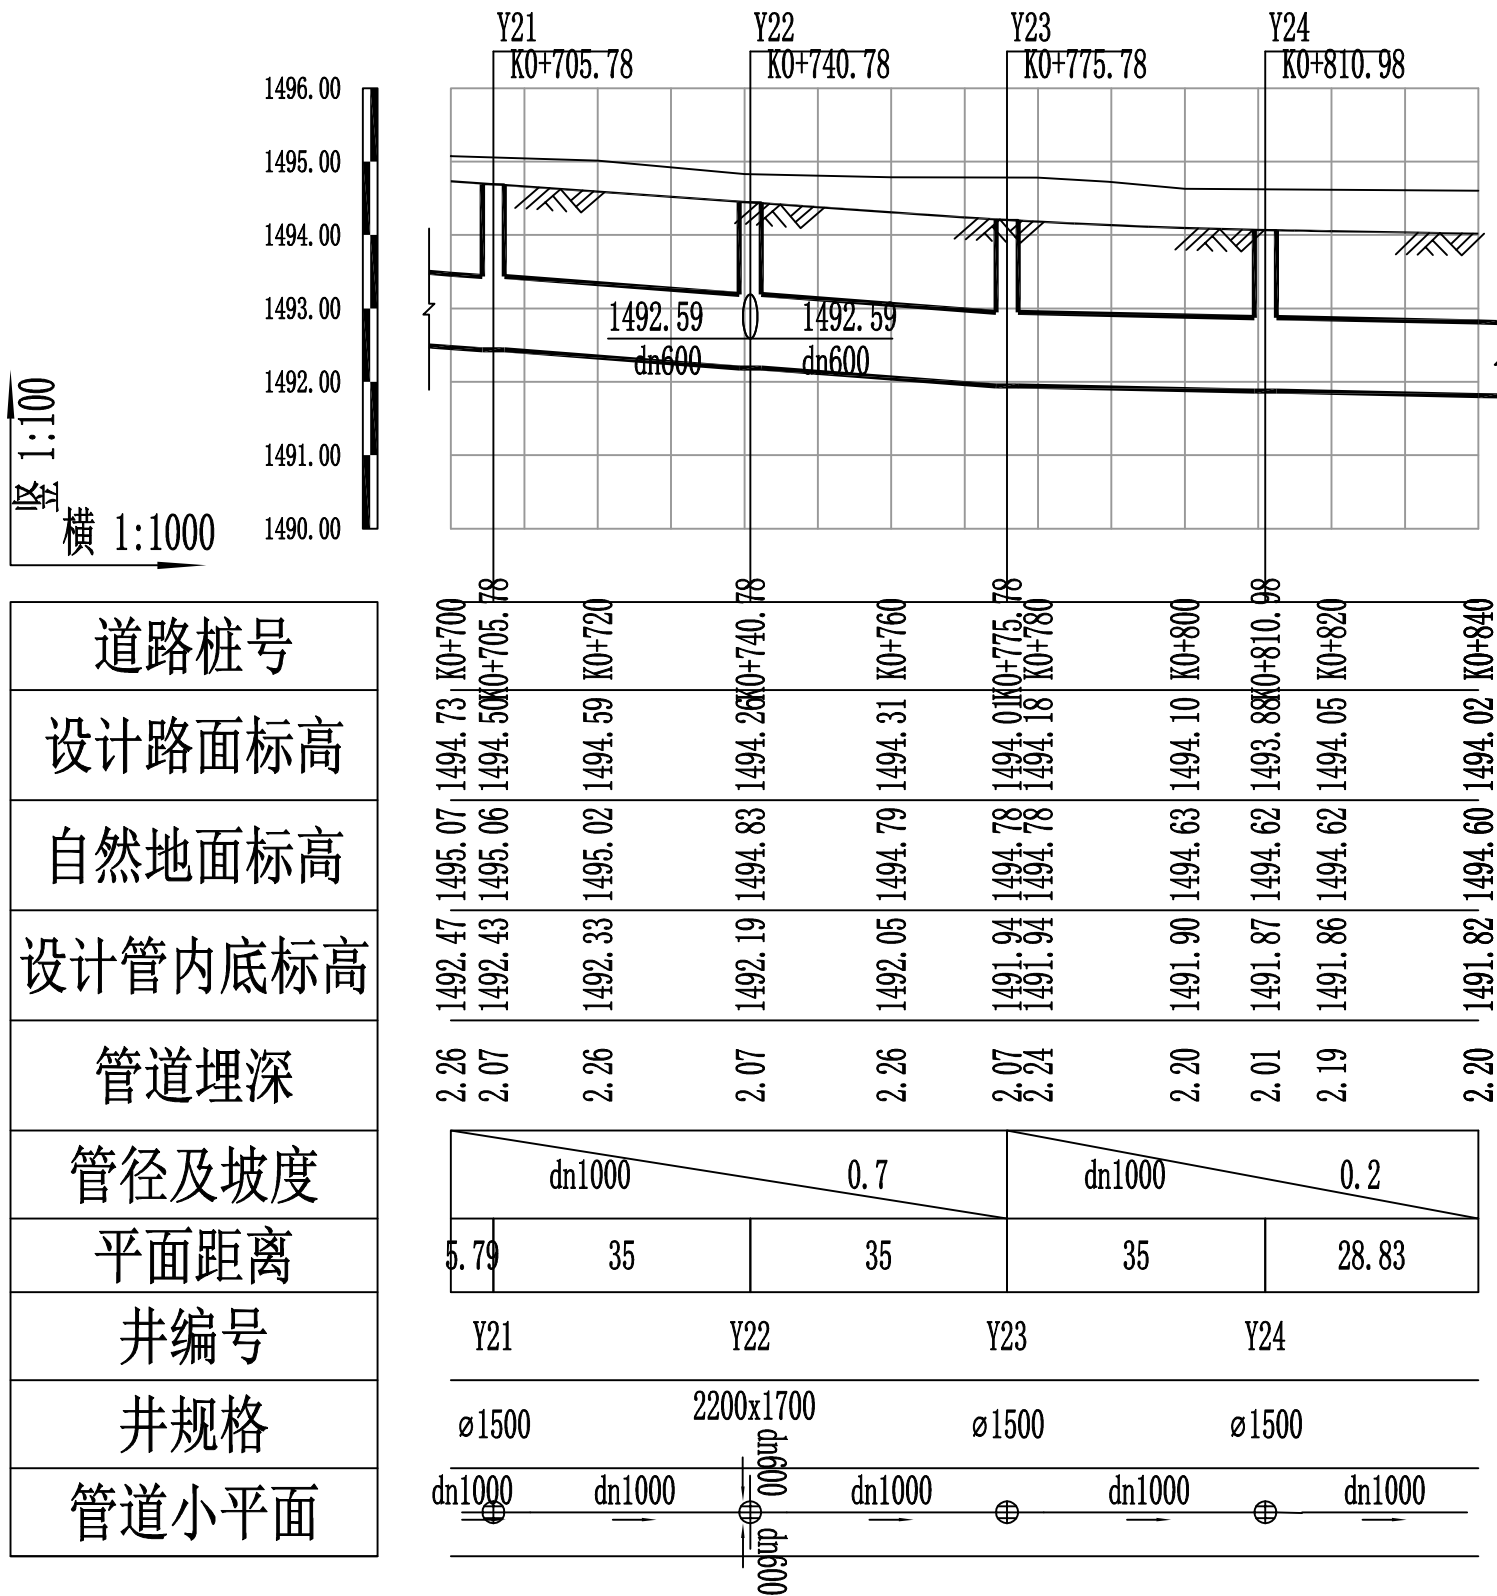 Y21
Y22
Y23
Y24
K0+705.78
K0+740.78
K0+775.78
K0+810.98
1496.00
1495.00
1494.00
1493.00
1492.00
1491.00
1490.00
1492.59
1492.59
dn600
dn600
竖 1:100
横 1:1000
道路桩号
K0+700
K0+705.78
K0+720
K0+740.78
K0+760
K0+775.78
K0+780
K0+800
K0+810.98
K0+820
K0+840
设计路面标高
1494.73
1494.50
1494.59
1494.26
1494.31
1494.01
1494.18
1494.10
1493.88
1494.05
1494.02
自然地面标高
1495.07
1495.06
1495.02
1494.83
1494.79
1494.78
1494.78
1494.63
1494.62
1494.62
1494.60
设计管内底标高
1492.47
1492.43
1492.33
1492.19
1492.05
1491.94
1491.94
1491.90
1491.87
1491.86
1491.82
管道埋深
2.26
2.07
2.26
2.07
2.26
2.07
2.24
2.20
2.01
2.19
2.20
管径及坡度
dn1000
0.7
dn1000
0.2
平面距离
5.79
35
35
35
28.83
井编号
Y21
Y22
Y23
Y24
井规格
ø1500
2200x1700
ø1500
ø1500
管道小平面
dn1000
dn1000
dn600
dn600
dn1000
dn1000
dn1000